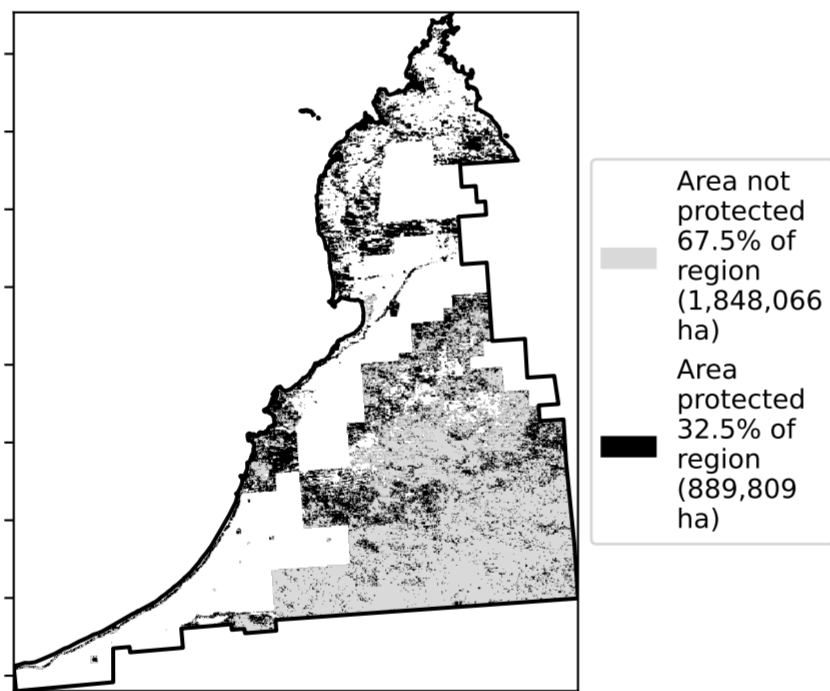 Area not
protected
67.5% of
region
(1,848,066
ha)
Area
protected
32.5% of
region
(889,809
ha)